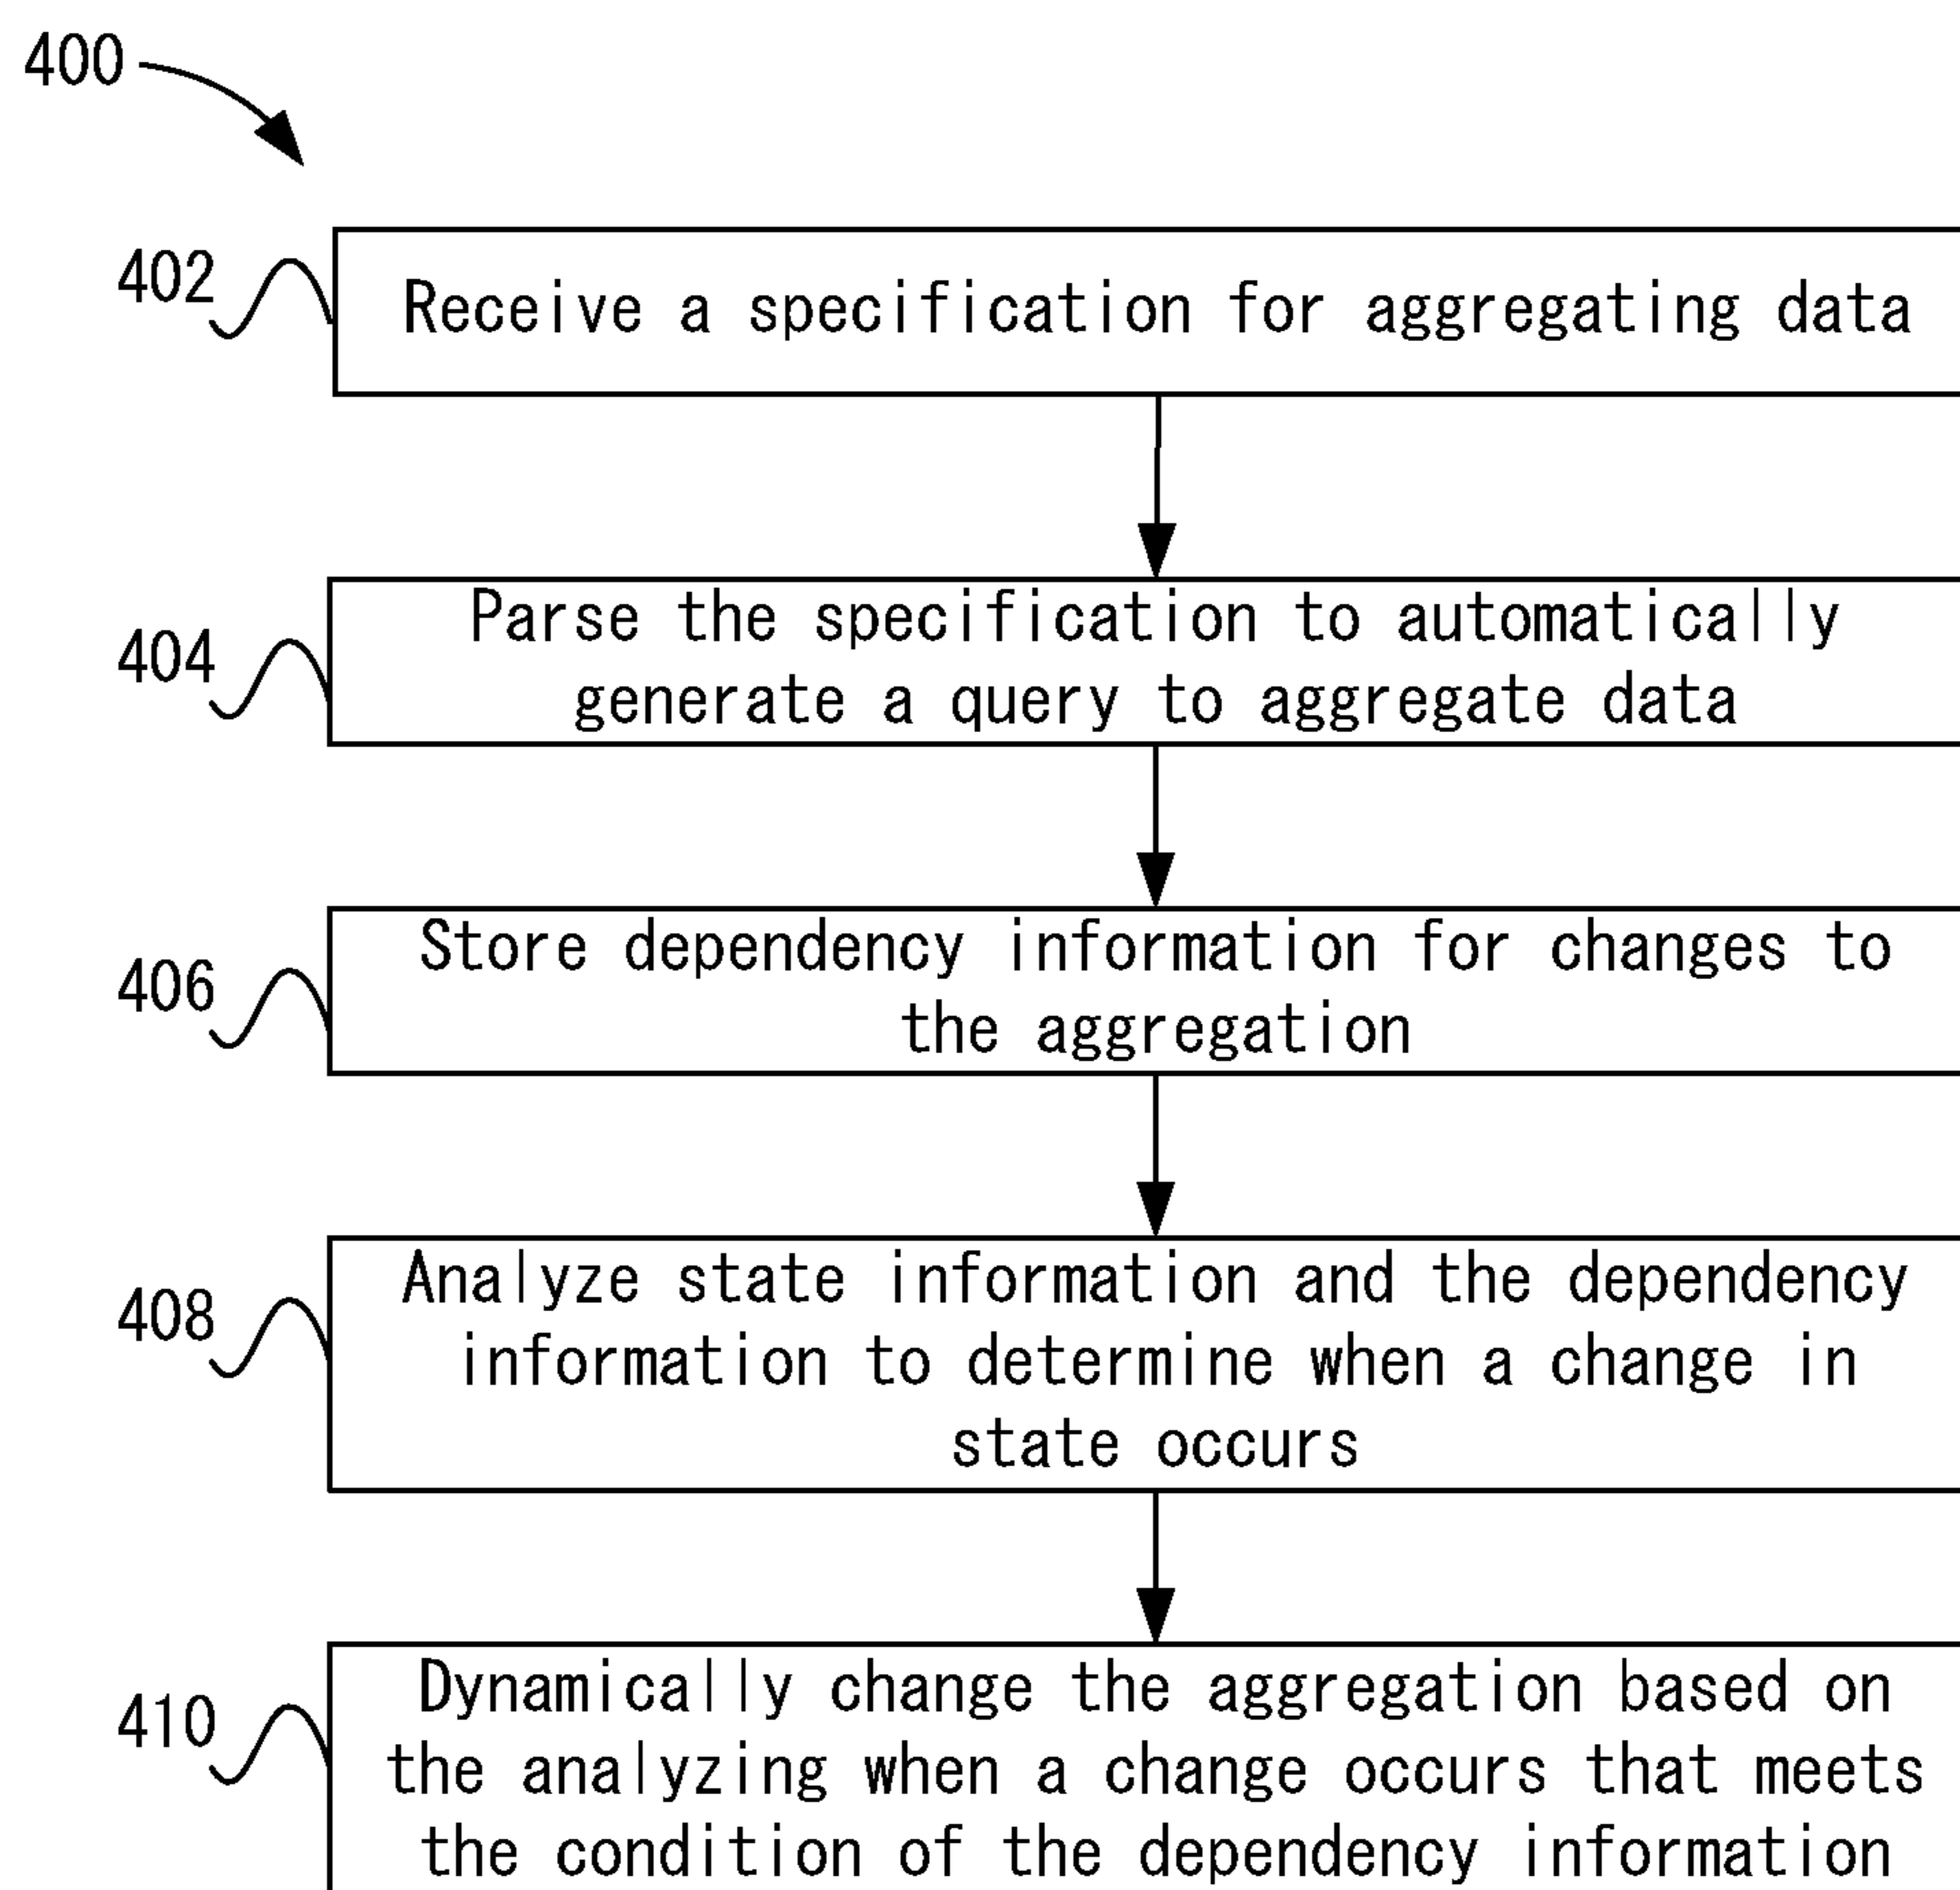 400
402
Receive a specification for aggregating data
404
Parse the specification to automatically
generate a query to aggregate data
406
Store dependency information for changes to
the aggregation
408
Analyze state information and the dependency
information to determine when a change in
state occurs
410
Dynamically change the aggregation based on
the analyzing when a change occurs that meets
the condition of the dependency information